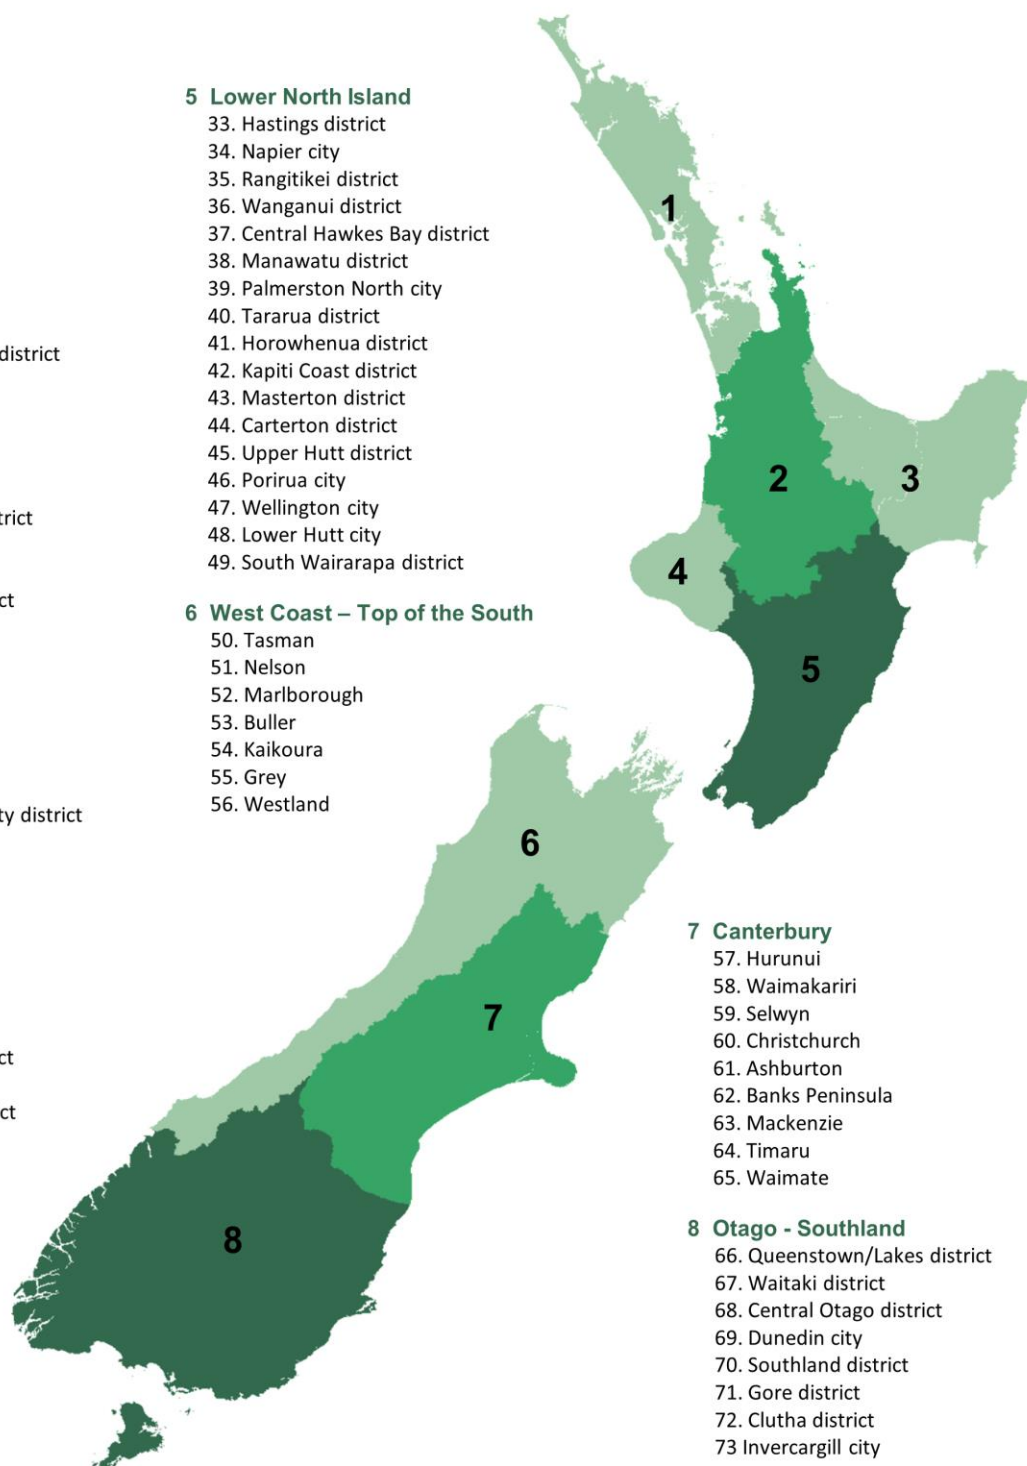 district
trict
ct
ty district
ct
ct
5 Lower North Island
33. Hastings district
34. Napier city
35. Rangitikei district
36. Wanganui district
37. Central Hawkes Bay district
38. Manawatu district
39. Palmerston North city
40. Tararua district
41. Horowhenua district
42. Kapiti Coast district
43. Masterton district
44. Carterton district
45. Upper Hutt district
46. Porirua city
47. Wellington city
48. Lower Hutt city
49. South Wairarapa district
6 West Coast – Top of the South
50. Tasman
51. Nelson
52. Marlborough
53. Buller
54. Kaikoura
55. Grey
56. Westland
1
2
3
4
5
6
7
8
7 Canterbury
57. Hurunui
58. Waimakariri
59. Selwyn
60. Christchurch
61. Ashburton
62. Banks Peninsula
63. Mackenzie
64. Timaru
65. Waimate
8 Otago - Southland
66. Queenstown/Lakes district
67. Waitaki district
68. Central Otago district
69. Dunedin city
70. Southland district
71. Gore district
72. Clutha district
73 Invercargill city